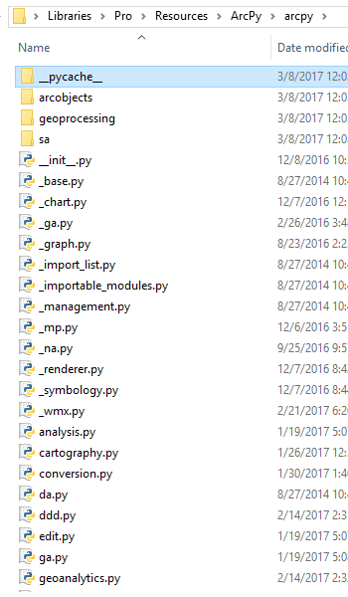 Libraries > Pro > Resources > ArcPy > arcpy >
Name Date modified
__pycache__ 3/8/2017 12:0
arcobjects 3/8/2017 12:0
geoprocessing 3/8/2017 12:0
sa 3/8/2017 12:0
__init__.py 12/8/2016 10:
_base.py 8/27/2014 10:4
_chart.py 12/7/2016 12:
_ga.py 2/26/2016 3:4
_graph.py 8/23/2016 2:2
_import_list.py 8/27/2014 10:4
_importable_modules.py 8/27/2014 10:4
_management.py 8/27/2014 10:4
_mp.py 12/6/2016 3:5
_na.py 9/25/2016 9:5
_renderer.py 12/7/2016 8:4
_symbology.py 12/7/2016 8:4
_wmx.py 2/21/2017 6:2
analysis.py 1/19/2017 5:0
cartography.py 1/26/2017 12:
conversion.py 1/30/2017 1:4
da.py 8/27/2014 10:4
ddd.py 2/14/2017 2:3
edit.py 1/19/2017 5:0
ga.py 1/19/2017 5:0
geoanalytics.py 2/14/2017 2:3